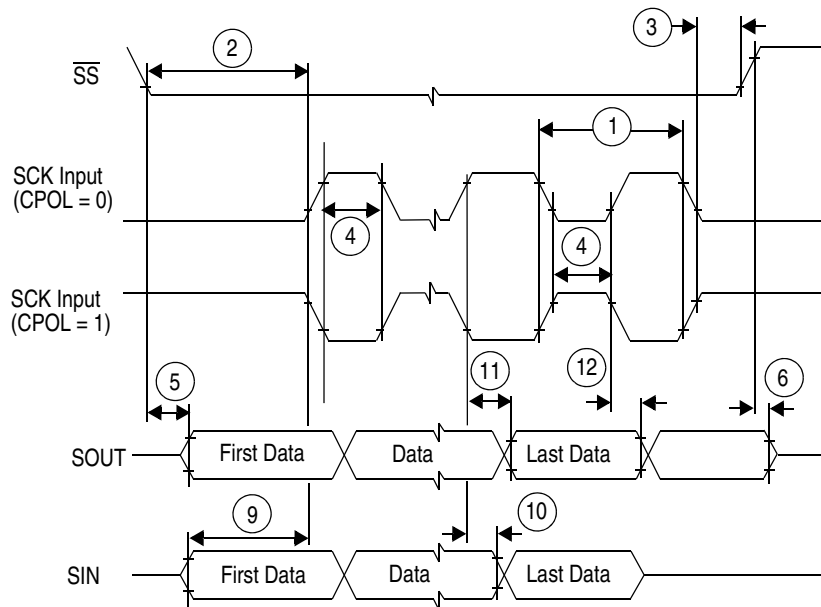 2
3
SS
1
SCK Input
(CPOL = 0)
4
4
SCK Input
(CPOL = 1)
5
11
12
6
SOUT
First Data
Data
Last Data
9
10
SIN
First Data
Data
Last Data